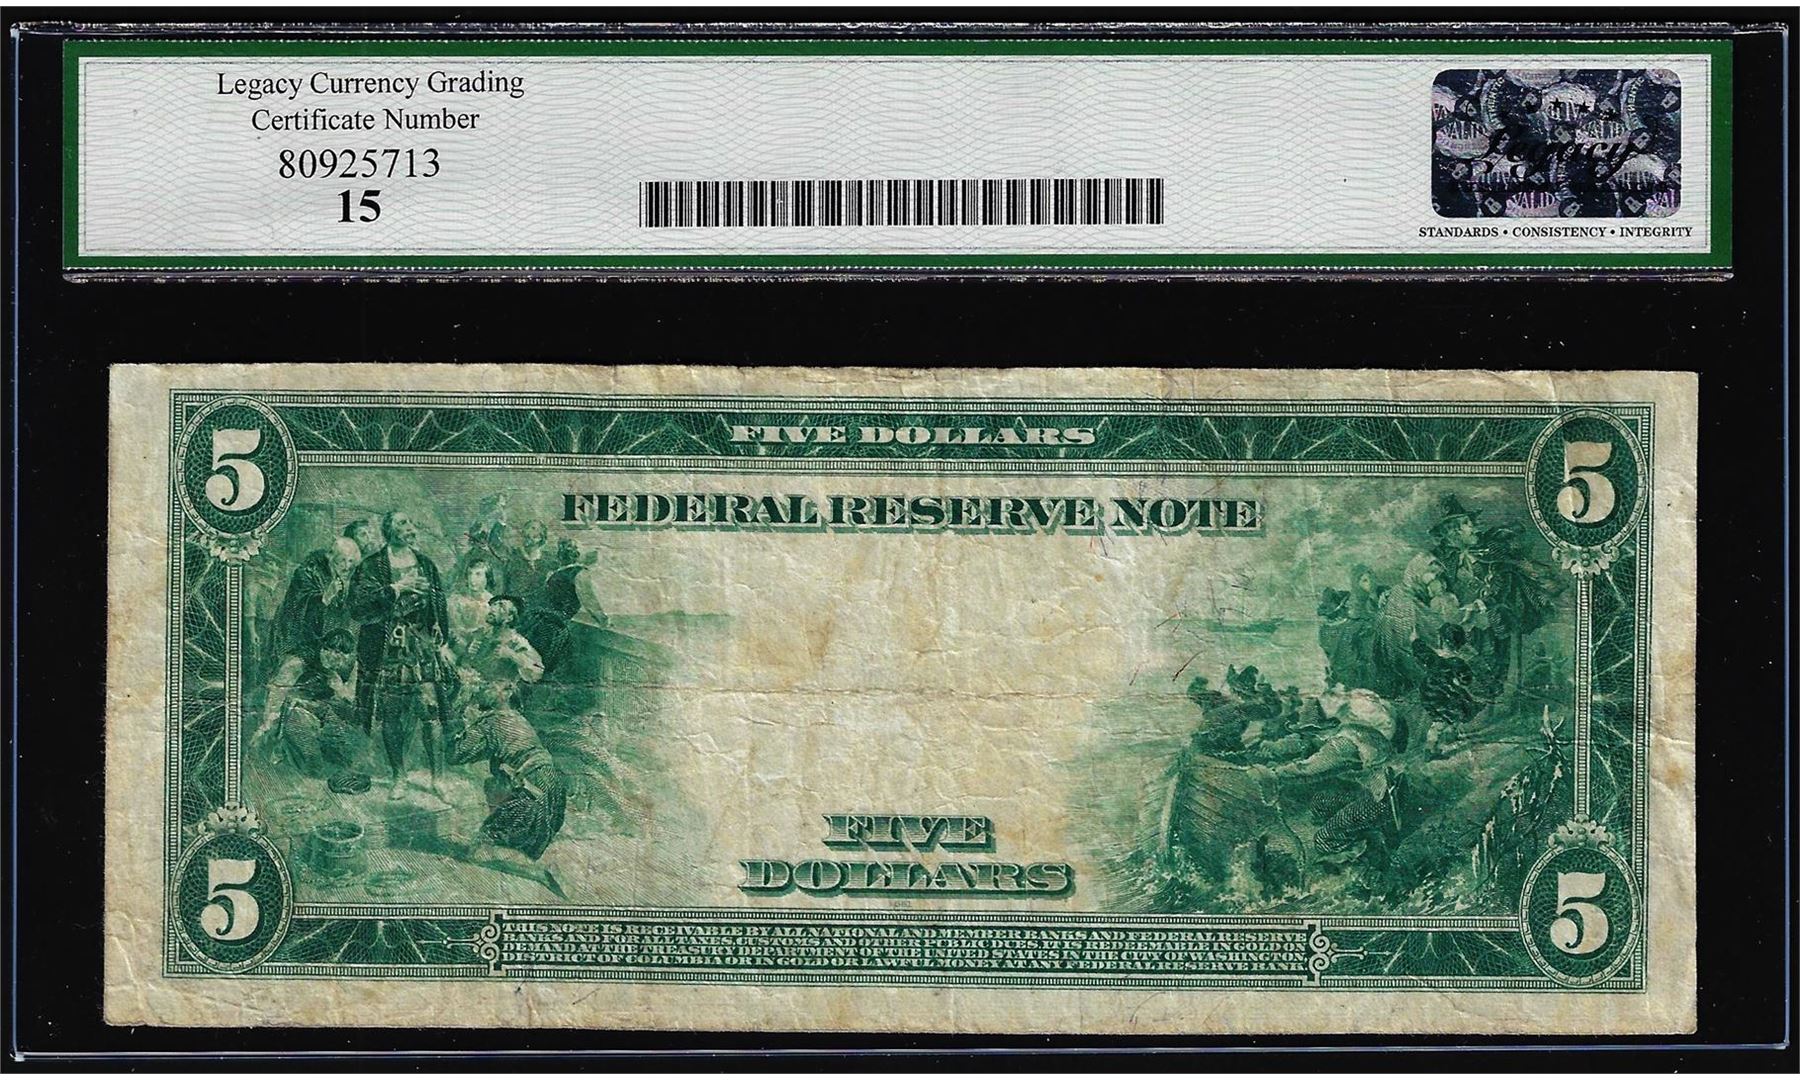 Legacy Currency Grading
Certificate Number
80925713
15
Legacy
STANDARDS • CONSISTENCY • INTEGRITY
5 FIVE DOLLARS 5
FEDERAL RESERVE NOTE
FIVE
DOLLARS
5 5
THIS NOTE IS RECEIVABLE BY ALL NATIONAL AND MEMBER BANKS AND FEDERAL RESERVE
BANKS AND FOR ALL TAXES, CUSTOMS AND OTHER PUBLIC DUES. IT IS REDEEMABLE IN GOLD ON
DEMAND AT THE TREASURY DEPARTMENT OF THE UNITED STATES IN THE CITY OF WASHINGTON,
DISTRICT OF COLUMBIA OR IN GOLD OR LAWFUL MONEY AT ANY FEDERAL RESERVE BANK.